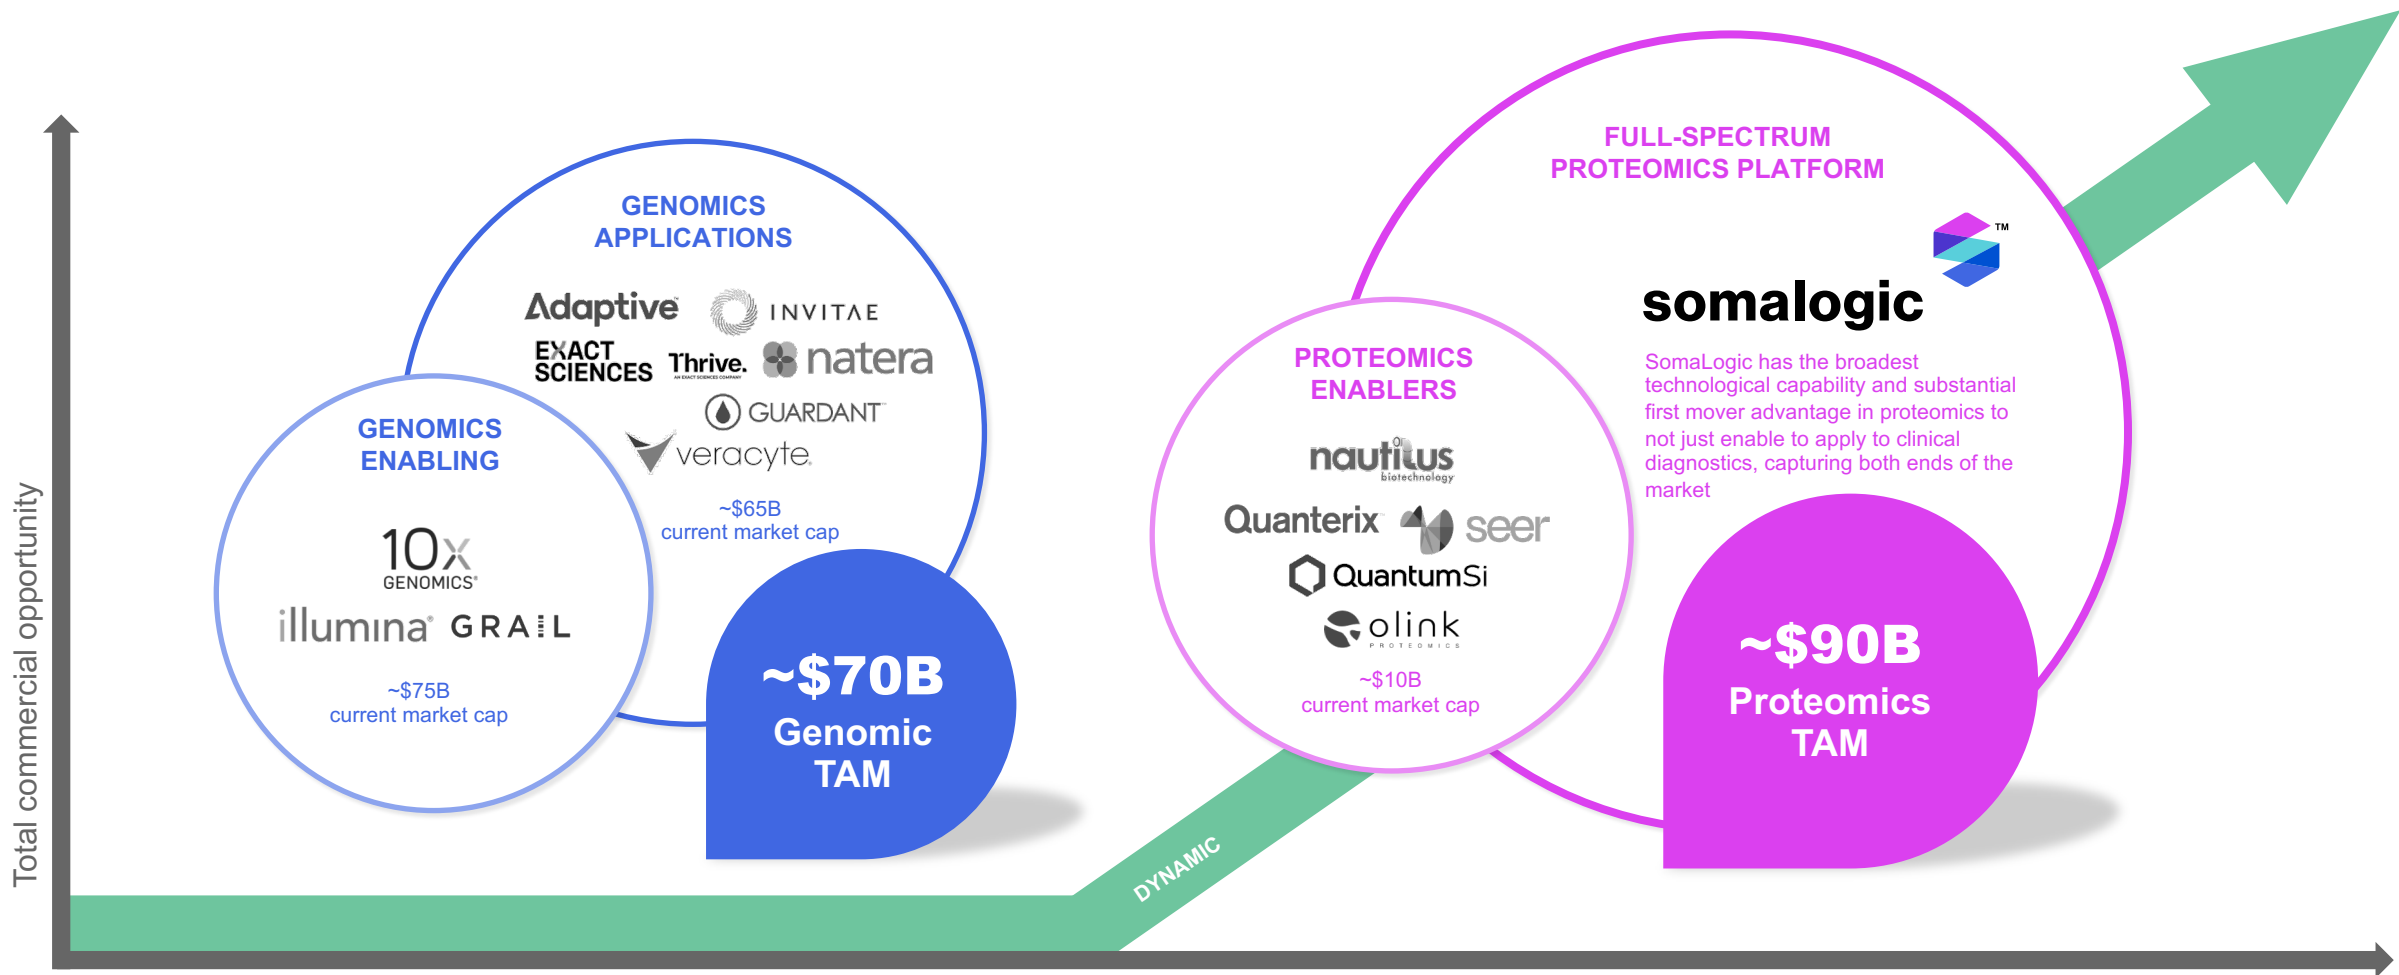 Total commercial opportunity
GENOMICS
APPLICATIONS
Adaptive
INVITAE
EXACT
SCIENCES
Thrive.
AN EXACT SCIENCES COMPANY
natera
GUARDANT
veracyte.
~$65B
current market cap
GENOMICS
ENABLING
10x
GENOMICS®
illumina®
GRAIL
~$75B
current market cap
~$70B
Genomic
TAM
DYNAMIC
PROTEOMICS
ENABLERS
nautilus
biotechnology
Quanterix
seer
QuantumSi
olink
PROTEOMICS
~$10B
current market cap
FULL-SPECTRUM
PROTEOMICS PLATFORM
TM
somalogic
SomaLogic has the broadest
technological capability and substantial
first mover advantage in proteomics to
not just enable to apply to clinical
diagnostics, capturing both ends of the
market
~$90B
Proteomics
TAM